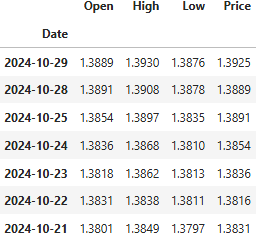 Open High Low Price
Date
2024-10-29 1.3889 1.3930 1.3876 1.3925
2024-10-28 1.3891 1.3908 1.3878 1.3889
2024-10-25 1.3854 1.3897 1.3835 1.3891
2024-10-24 1.3836 1.3868 1.3810 1.3854
2024-10-23 1.3818 1.3862 1.3813 1.3836
2024-10-22 1.3831 1.3838 1.3811 1.3816
2024-10-21 1.3801 1.3849 1.3797 1.3831